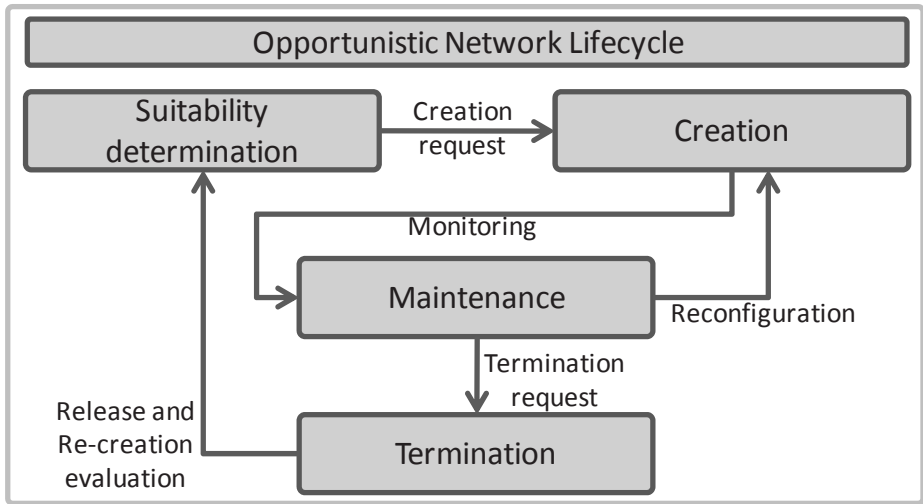 Opportunistic Network Lifecycle
Suitability
determination
Creation
request
Creation
Monitoring
Maintenance
Reconfiguration
Termination
request
Release and
Re-creation
evaluation
Termination